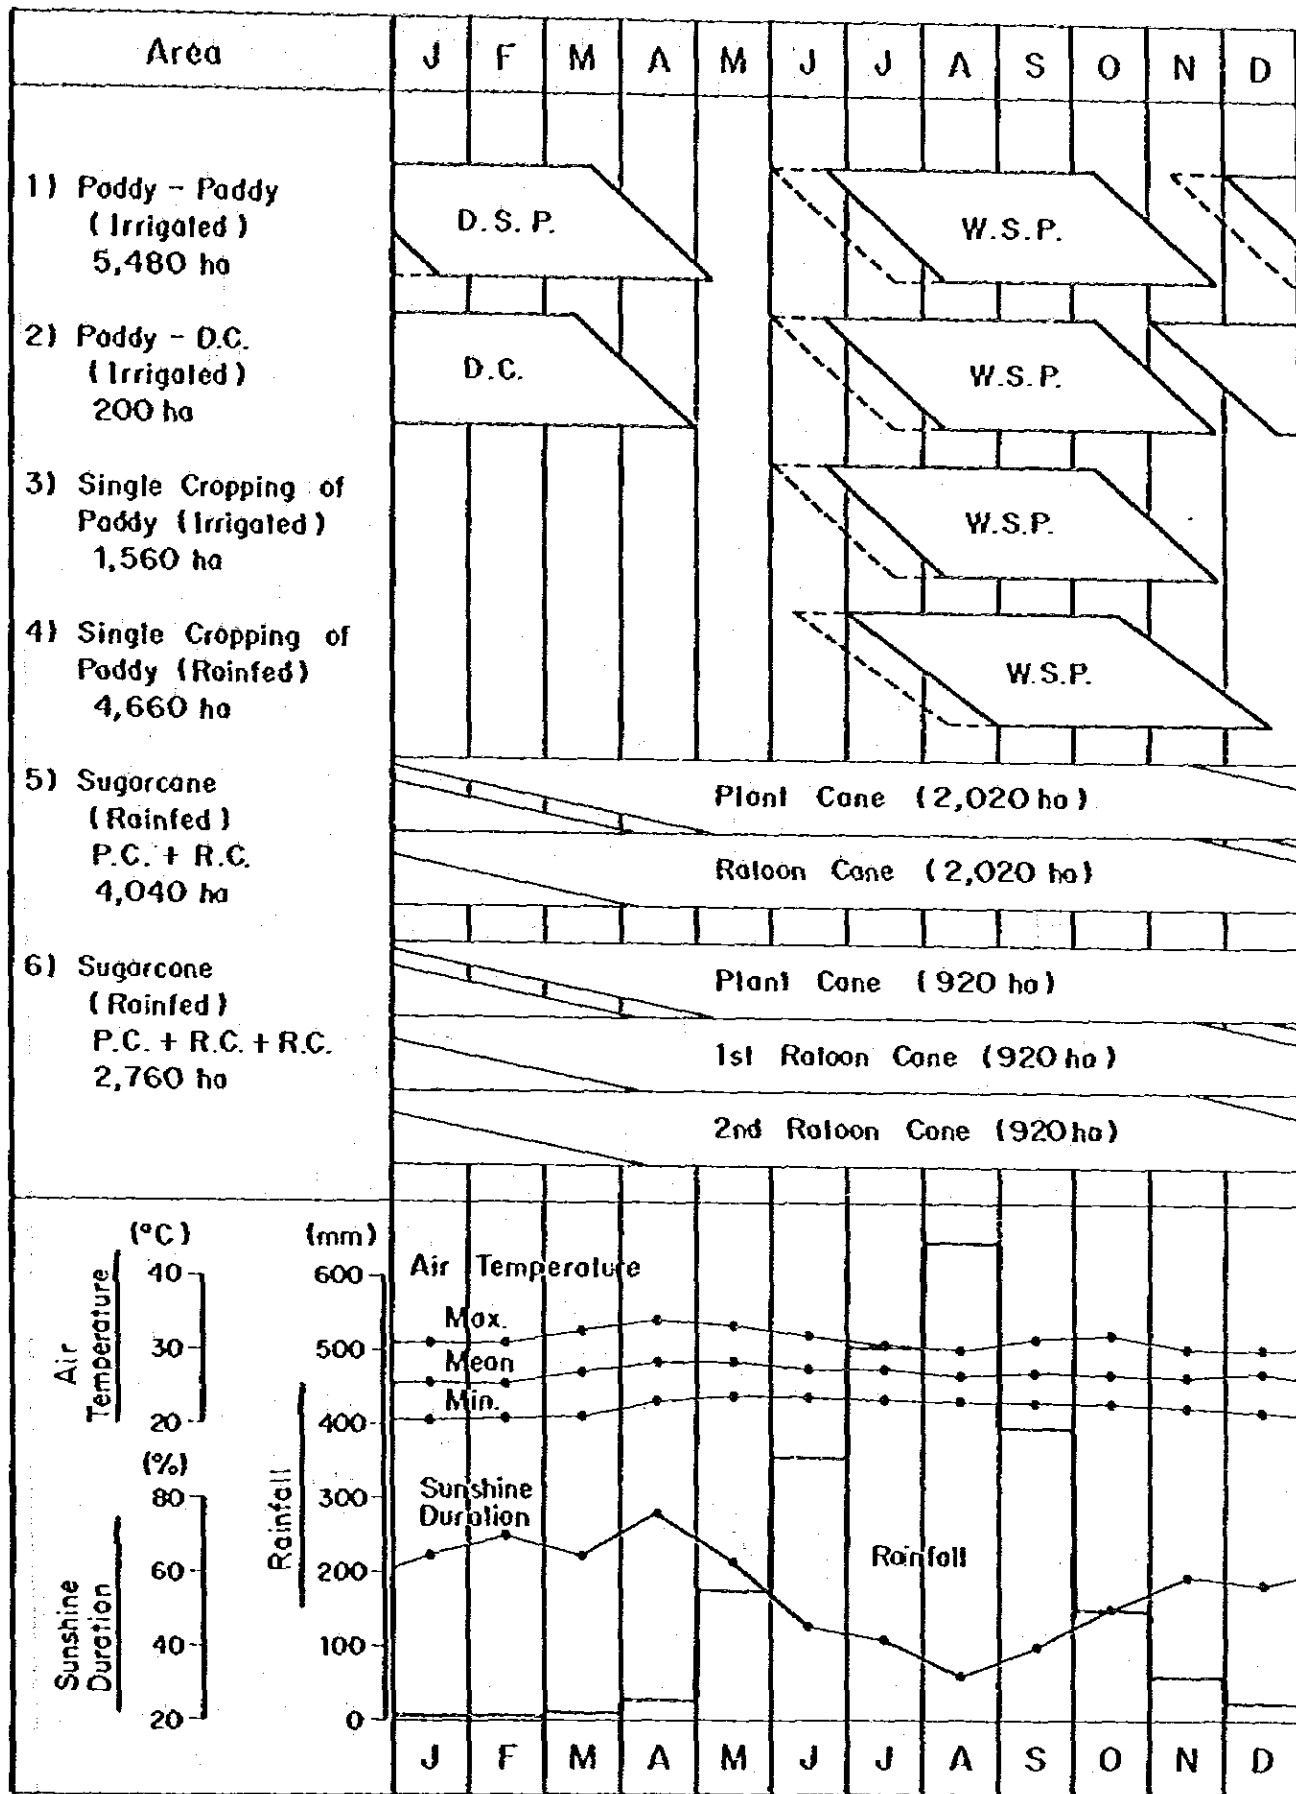 Area J F M A M J J A S O N D
1) Paddy - Paddy
(Irrigated)
5,480 ha
D.S.P. W.S.P.
2) Paddy - D.C.
(Irrigated)
200 ha
D.C. W.S.P.
3) Single Cropping of
Paddy (Irrigated)
1,560 ha
W.S.P.
4) Single Cropping of
Paddy (Rainfed)
4,660 ha
W.S.P.
5) Sugarcane
(Rainfed)
P.C. + R.C.
4,040 ha
Plant Cane (2,020 ha)
Ratoon Cane (2,020 ha)
6) Sugarcane
(Rainfed)
P.C. + R.C. + R.C.
2,760 ha
Plant Cane (920 ha)
1st Ratoon Cane (920 ha)
2nd Ratoon Cane (920 ha)
(°C)
40
30
20
Air
Temperature
(%)
80
60
40
20
Sunshine
Duration
(mm)
600
500
400
300
200
100
0
Rainfall
Air Temperature
Max.
Mean
Min.
Sunshine
Duration
Rainfall
J F M A M J J A S O N D